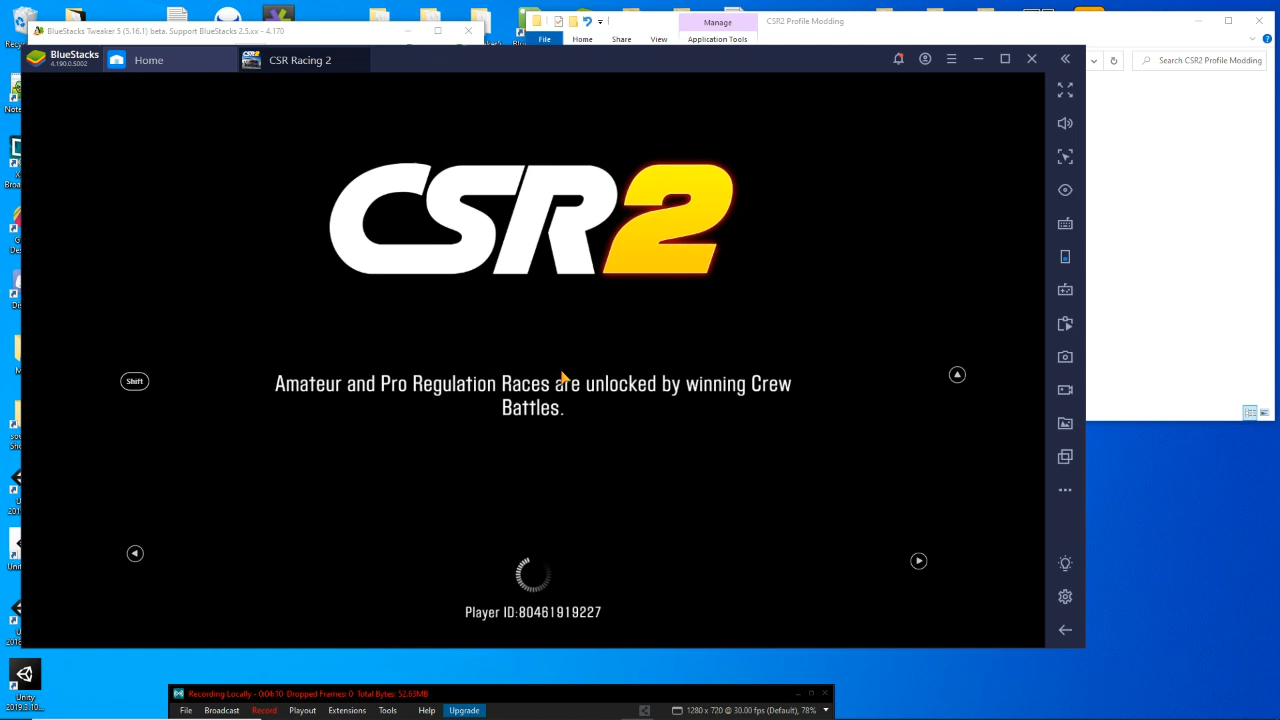 BlueStacks Tweaker 5 (5.16.1) beta. Support BlueStacks 2.5.xx - 4.170
Manage
CSR2 Profile Modding
File
Home
Share
View
Application Tools
BlueStacks
4.190.0.5002
Home
CSR Racing 2
Search CSR2 Profile Modding
CSR2
Amateur and Pro Regulation Races are unlocked by winning Crew
Battles.
Shift
Player ID:80461919227
Unity
2019.3.10...
Recording Locally - 0:04:10 Dropped Frames: 0 Total Bytes: 52.63MB
File
Broadcast
Record
Playout
Extensions
Tools
Help
Upgrade
1280 x 720 @ 30.00 fps (Default), 78%